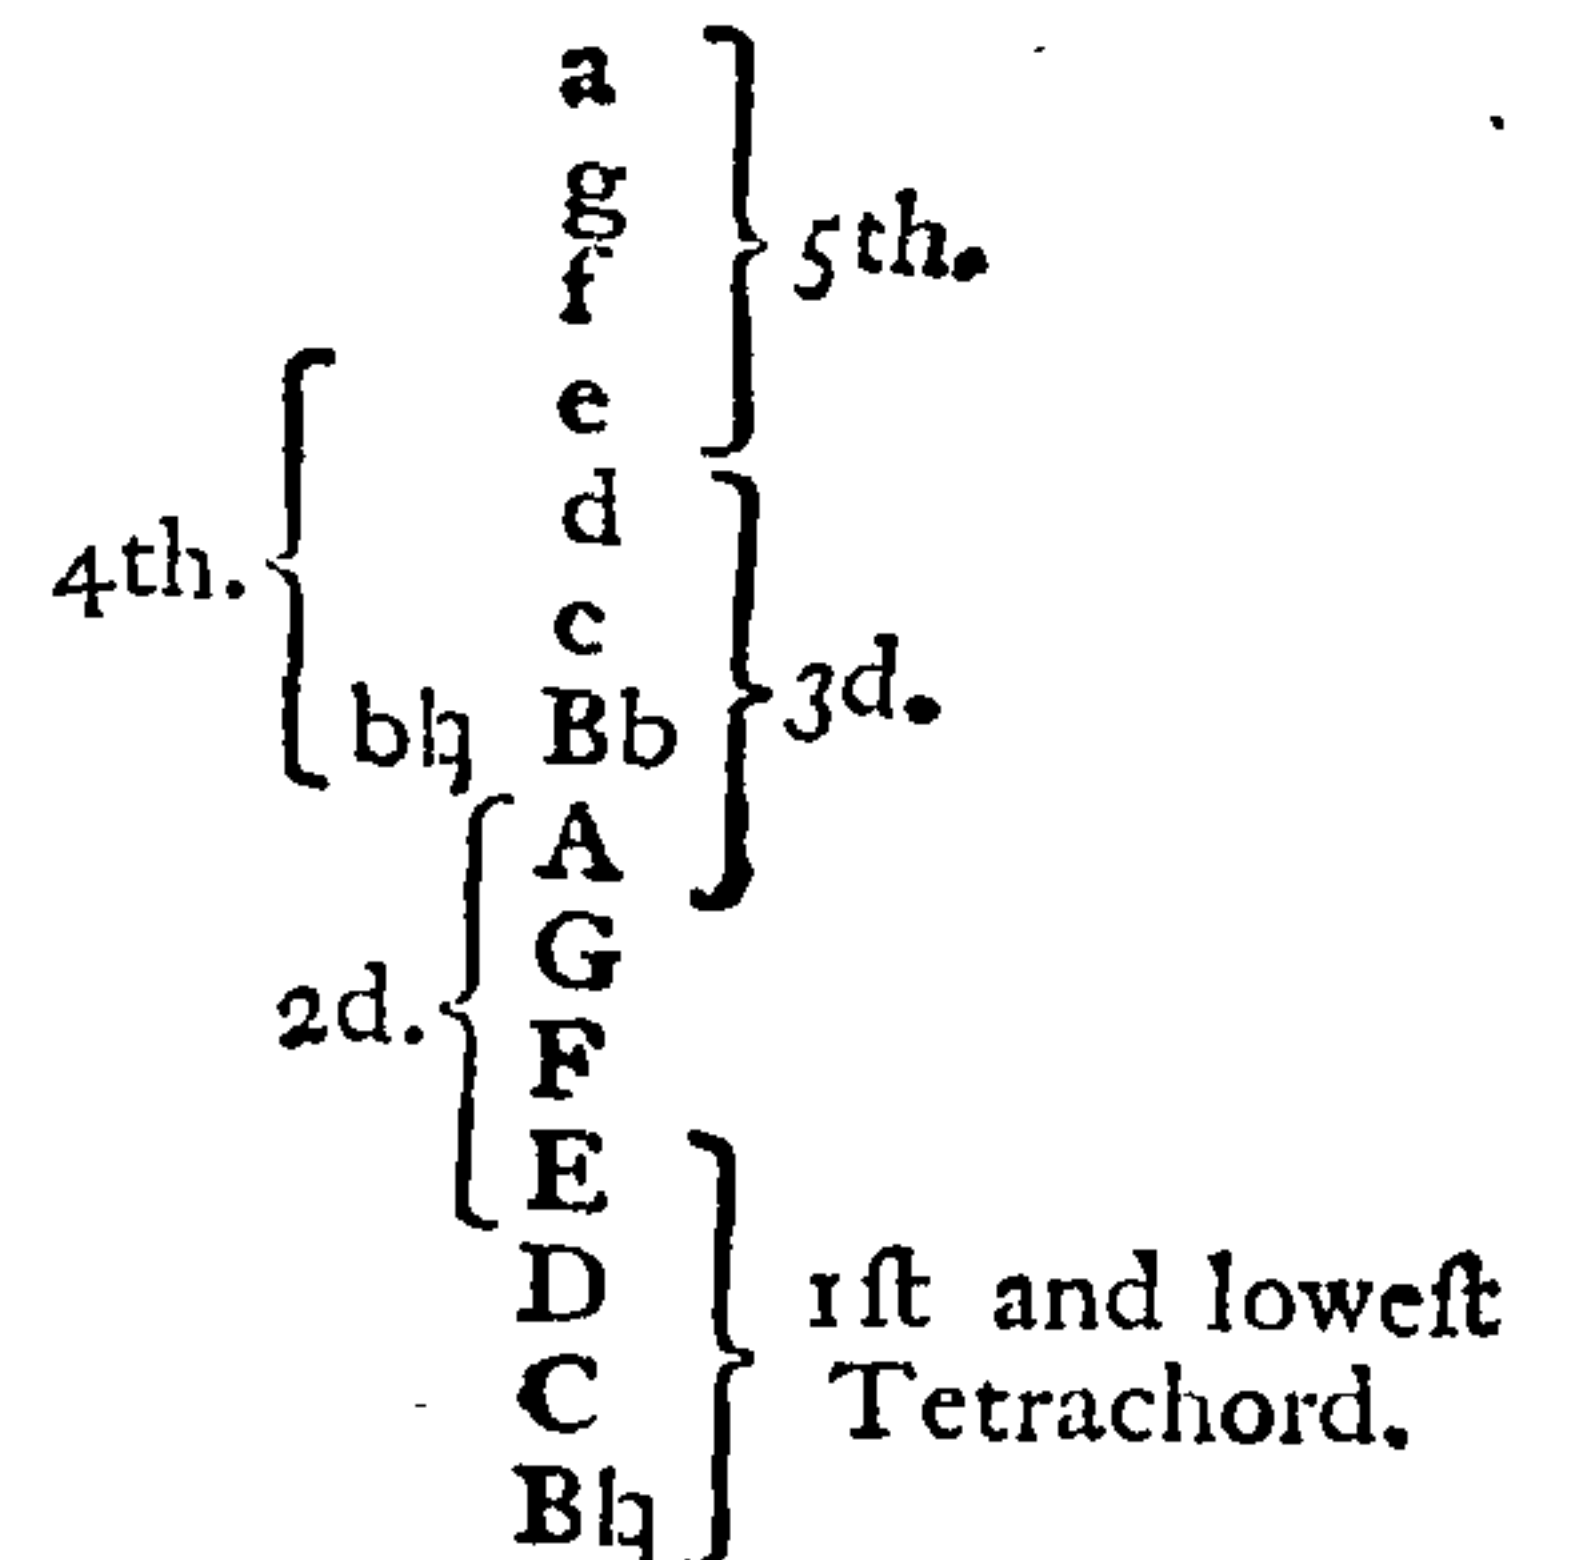 a
g
5th.
f
e
d
4th.
c
b♮ Bb 3d.
A
G
2d.
F
E
D
1ſt and loweſt
C
Tetrachord.
B♮